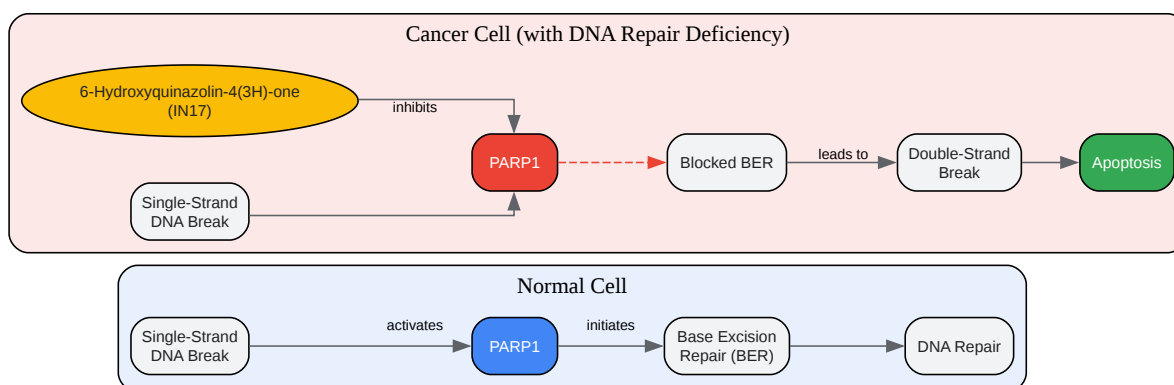 Cancer Cell (with DNA Repair Deficiency)
6-Hydroxyquinazolin-4(3H)-one
(IN17)
inhibits
PARP1
Blocked BER
leads to
Double-Strand
Break
Apoptosis
Single-Strand
DNA Break
Normal Cell
Single-Strand
DNA Break
activates
PARP1
initiates
Base Excision
Repair (BER)
DNA Repair